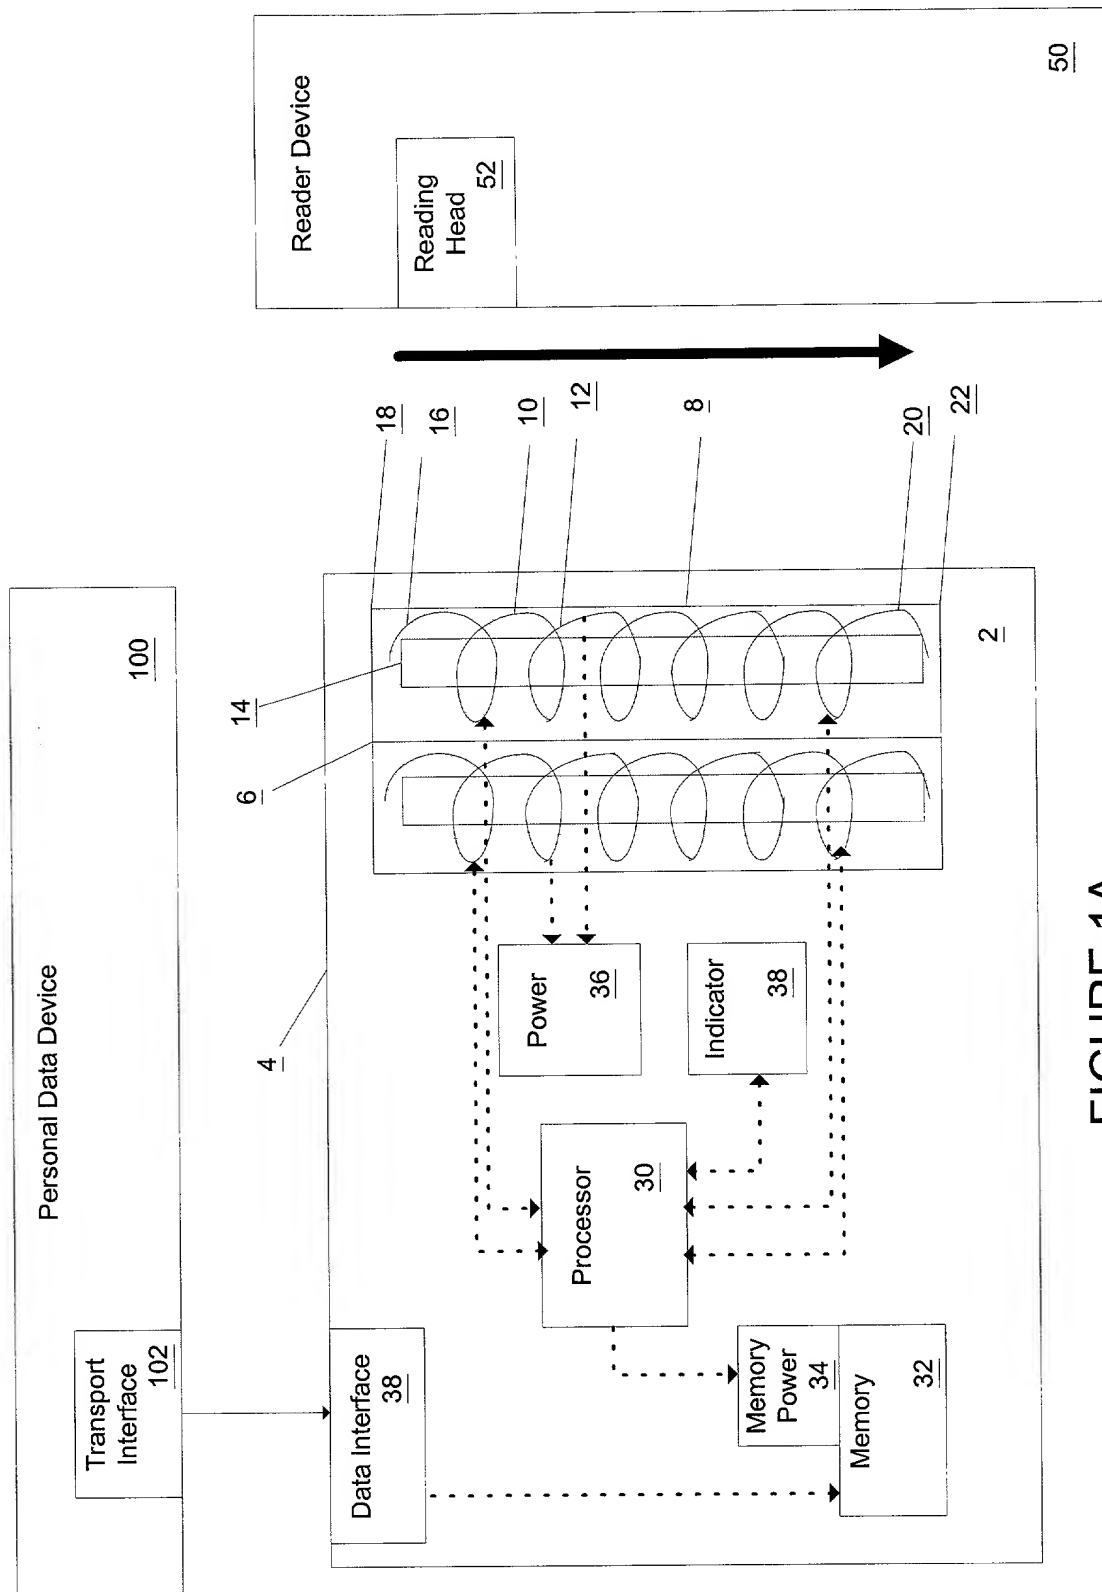 Personal Data Device
100
Transport
Interface
102
4
6
14
Data Interface
38
Processor
30
Power
36
Indicator
38
Memory
Power
34
Memory
32
2
18
16
10
12
8
20
22
Reader Device
Reading
Head
52
50
FIGURE 1A